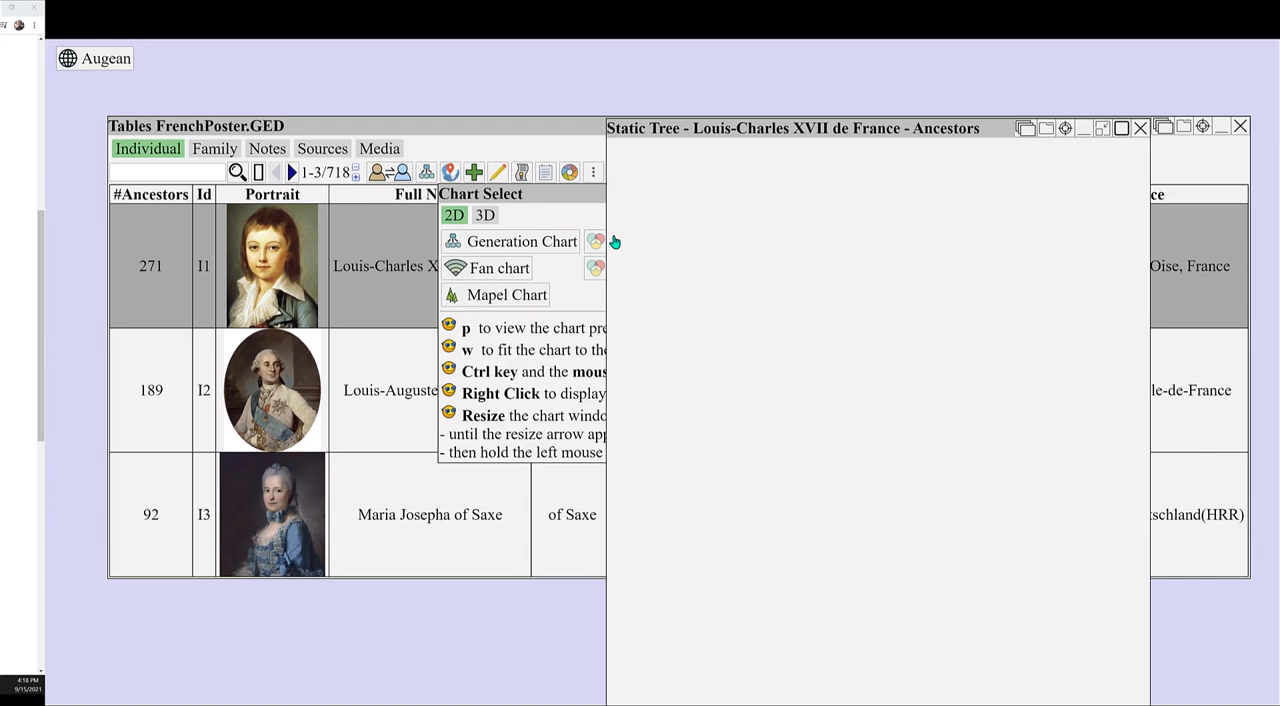 Augean
Tables FrenchPoster.GED
Static Tree - Louis-Charles XVII de France - Ancestors
Individual Family Notes Sources Media
1-3/718
#Ancestors Id Portrait Full N
ce
Chart Select
2D 3D
Generation Chart
Fan chart
Mapel Chart
p to view the chart pre
w to fit the chart to the
Ctrl key and the mous
Right Click to display
Resize the chart windo
- until the resize arrow app
- then hold the left mouse
271 I1 Louis-Charles X Oise, France
189 I2 Louis-Auguste le-de-France
92 I3 Maria Josepha of Saxe of Saxe tschland(HRR)
4:18 PM
9/15/2021